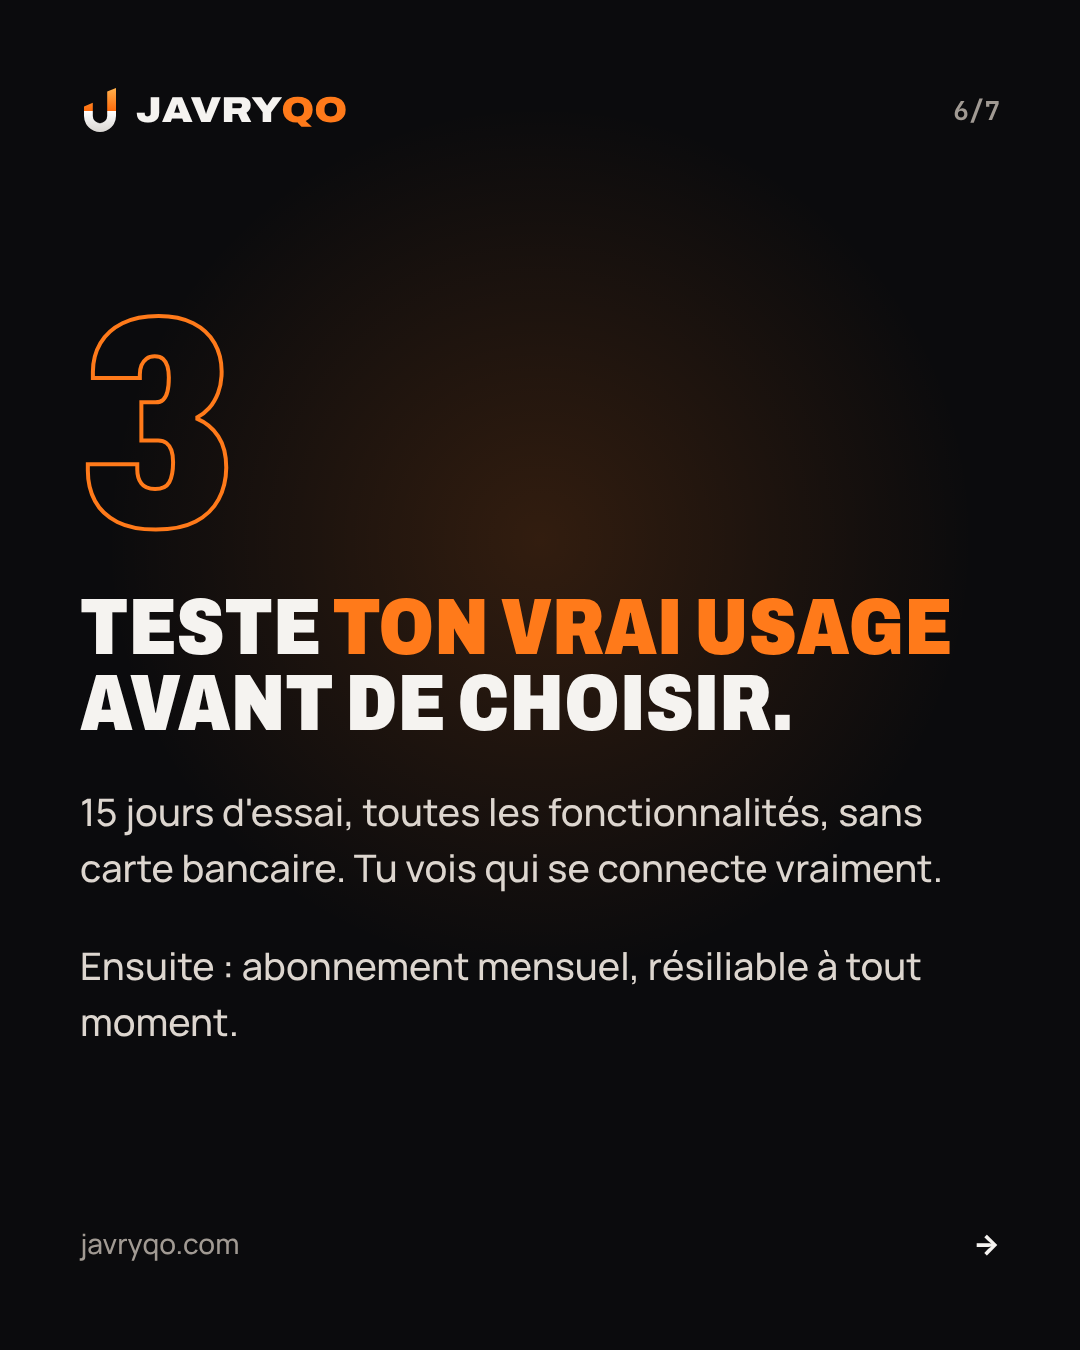 JAVRYQO
6/7
3
TESTE TON VRAI USAGE
AVANT DE CHOISIR.
15 jours d'essai, toutes les fonctionnalités, sans
carte bancaire. Tu vois qui se connecte vraiment.
Ensuite : abonnement mensuel, résiliable à tout
moment.
javryqo.com
→